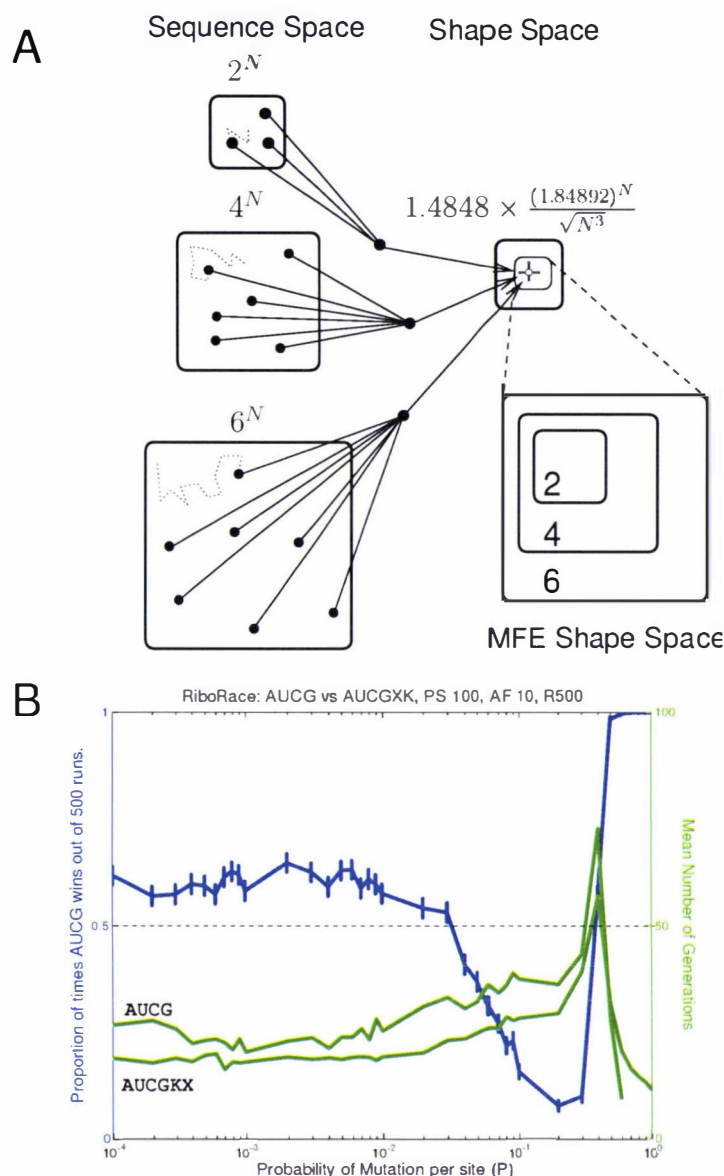 A
Sequence Space
Shape Space
2^N
4^N
1.4848 × (1.84892)^N / √N^3
6^N
2
4
6
MFE Shape Space
B
RiboRace: AUCG vs AUCGXK, PS 100, AF 10, R500
Proportion of times AUCG wins out of 500 runs.
1
0.5
0
100
50
0
Mean Number of Generations
AUCG
AUCGKX
10^-4
10^-3
10^-2
10^-1
10^0
Probability of Mutation per site (P)